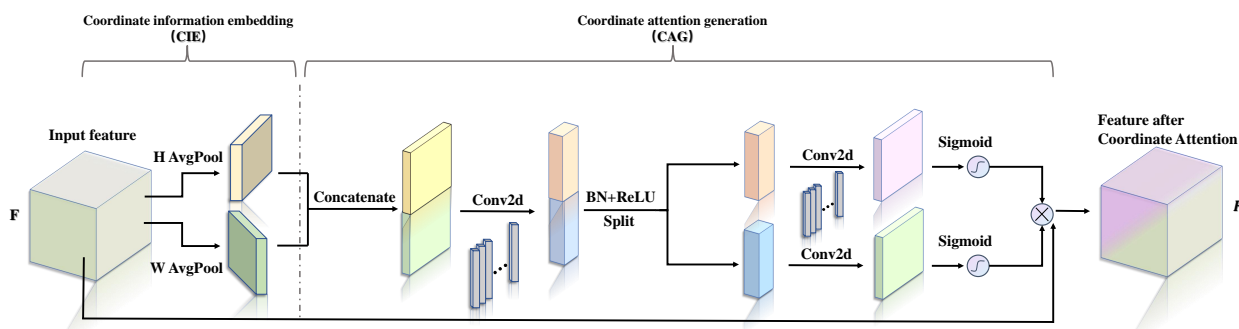 Coordinate information embedding
(CIE)
Coordinate attention generation
(CAG)
Input feature
F
H AvgPool
W AvgPool
Concatenate
Conv2d
BN+ReLU
Split
Conv2d
Conv2d
Sigmoid
Sigmoid
Feature after
Coordinate Attention